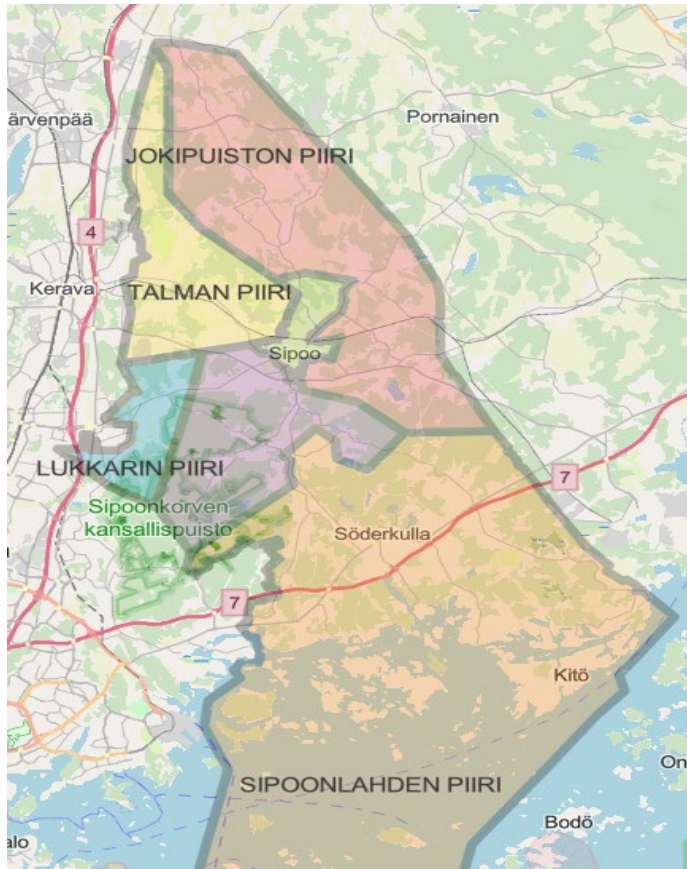 ärvenpää
Pornainen
JOKIPUISTON PIIRI
4
Kerava
TALMAN PIIRI
Sipoo
LUKKARIN PIIRI
7
Sipoonkorven
kansallispuisto
Söderkulla
7
Kitö
On
SIPOONLAHDEN PIIRI
Bodö
alo